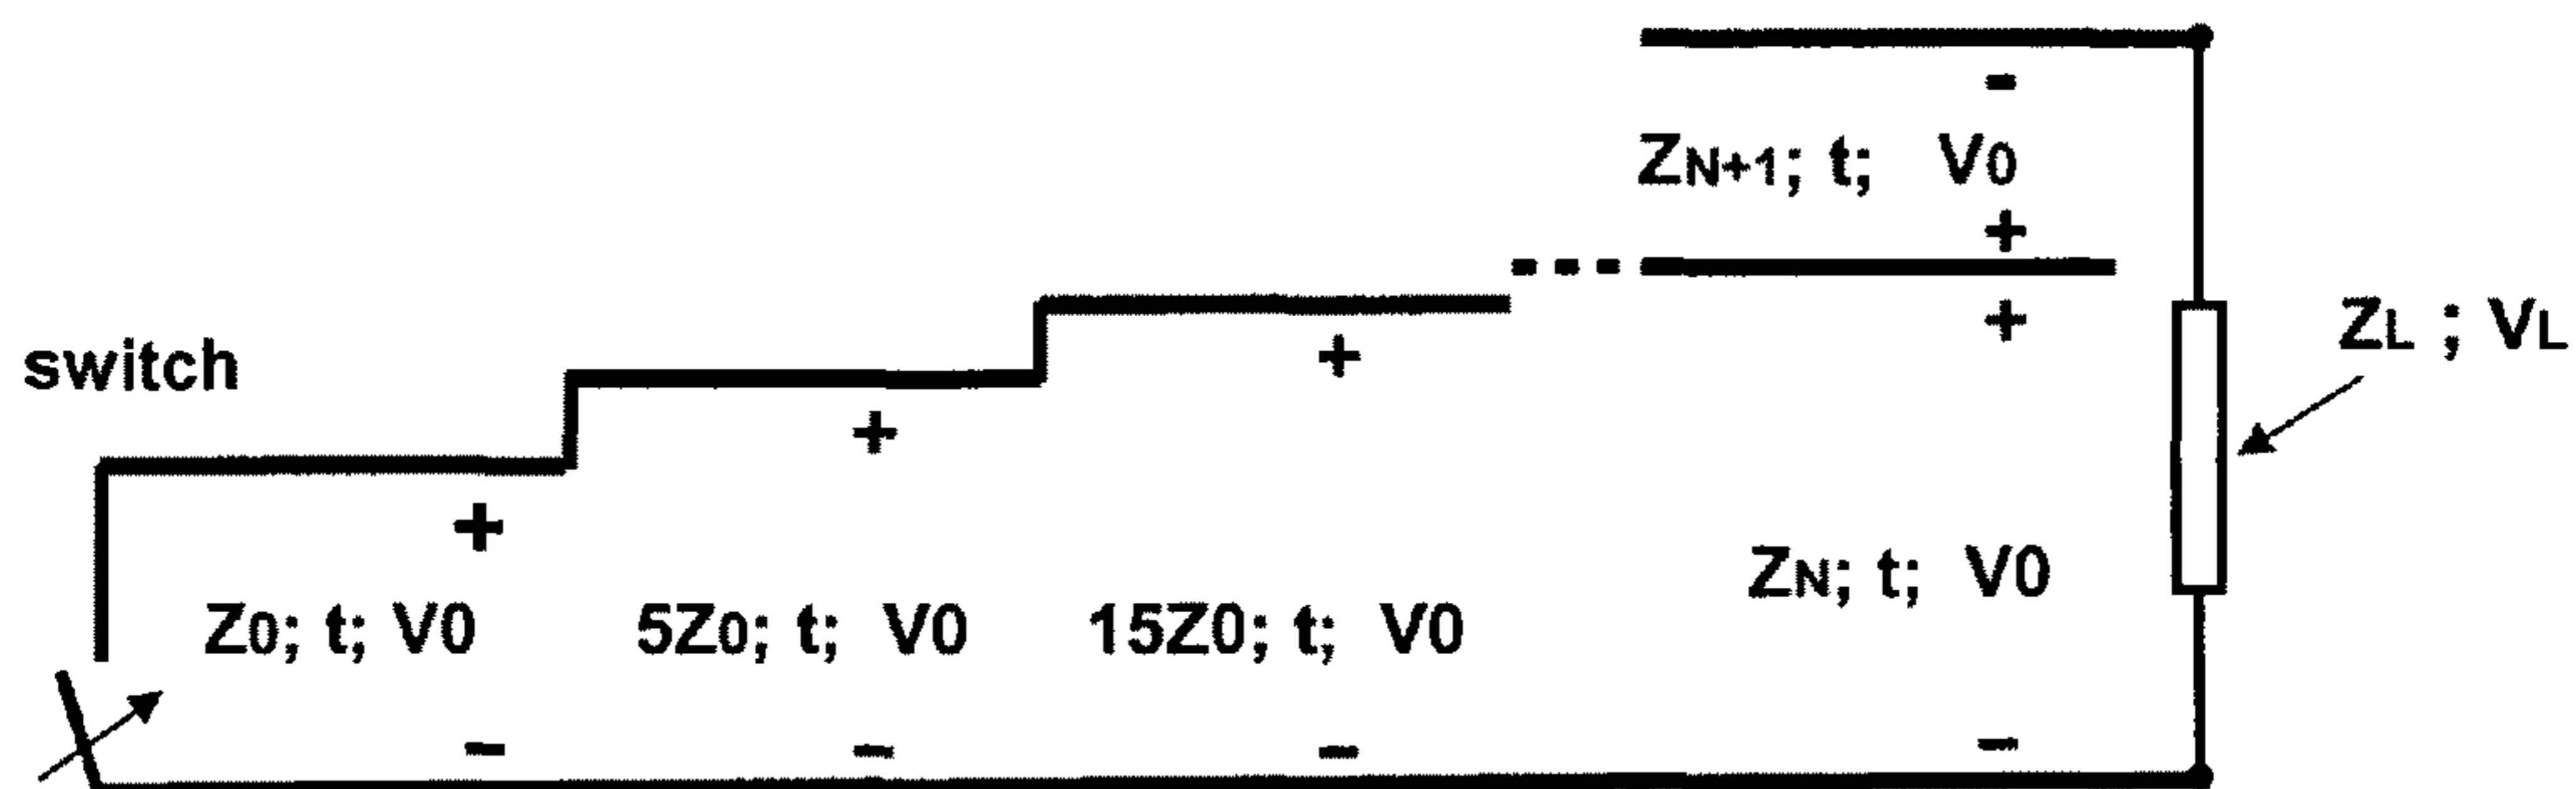 -
ZN+1; t; V0
+
+
ZL ; VL
switch
+
+
+
Z0; t; V0 5Z0; t; V0 15Z0; t; V0 ZN; t; V0
- - - -